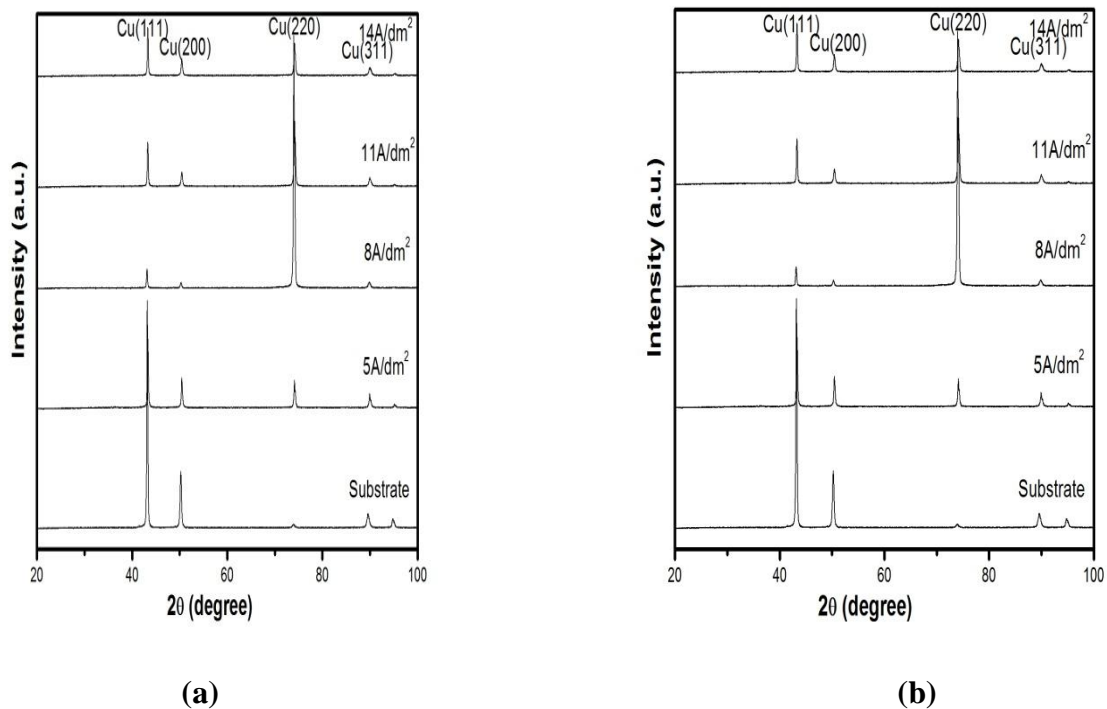 Cu(111)
Cu(200)
Cu(220)
14A/dm²
Cu(311)
11A/dm²
8A/dm²
5A/dm²
Substrate
Intensity (a.u.)
20 40 60 80 100
2θ (degree)
(a)
Cu(111)
Cu(200)
Cu(220)
14A/dm²
Cu(311)
11A/dm²
8A/dm²
5A/dm²
Substrate
Intensity (a.u.)
20 40 60 80 100
2θ (degree)
(b)